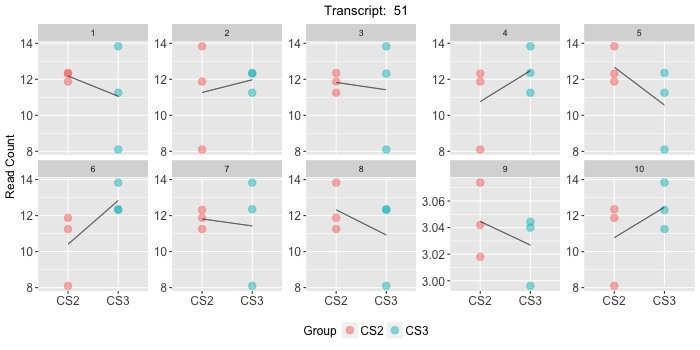 Transcript: 51
1 2 3 4 5
14 14 14 14 14
12 12 12 12 12
10 10 10 10 10
8 8 8 8 8
Read Count
6 7 8 9 10
14 14 14 3.06 14
12 12 12 3.04 12
10 10 10 3.02 10
8 8 8 3.00 8
CS2 CS3 CS2 CS3 CS2 CS3 CS2 CS3 CS2 CS3
Group CS2 CS3